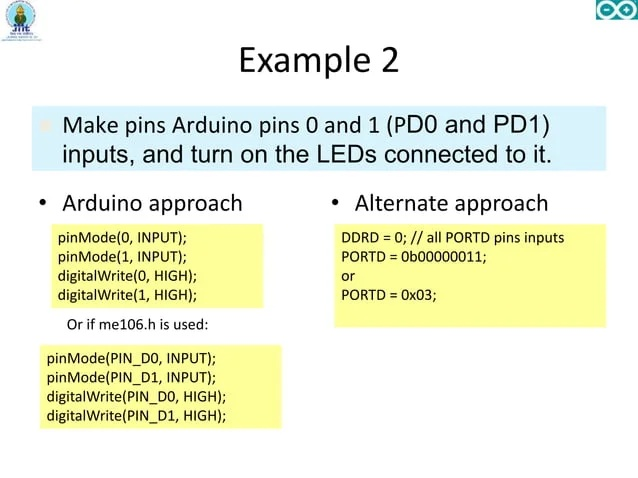 Example 2
Make pins Arduino pins 0 and 1 (PD0 and PD1)
inputs, and turn on the LEDs connected to it.
• Arduino approach
pinMode(0, INPUT);
pinMode(1, INPUT);
digitalWrite(0, HIGH);
digitalWrite(1, HIGH);
Or if me106.h is used:
pinMode(PIN_D0, INPUT);
pinMode(PIN_D1, INPUT);
digitalWrite(PIN_D0, HIGH);
digitalWrite(PIN_D1, HIGH);
• Alternate approach
DDRD = 0; // all PORTD pins inputs
PORTD = 0b00000011;
or
PORTD = 0x03;